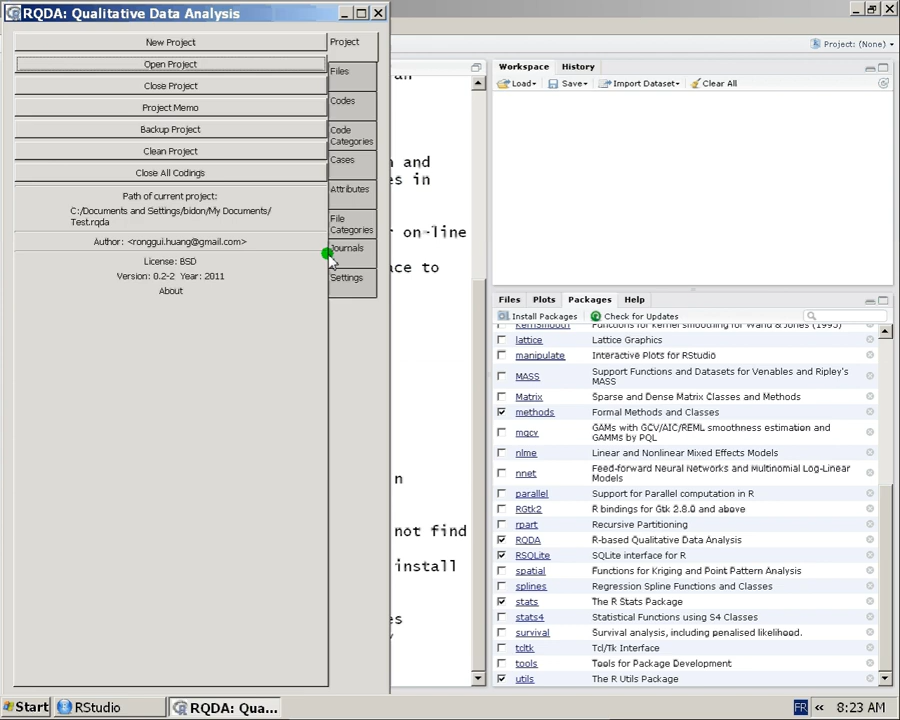 RQDA: Qualitative Data Analysis
New Project
Open Project
Close Project
Project Memo
Backup Project
Clean Project
Close All Codings
Path of current project:
C:/Documents and Settings/bidon/My Documents/
Test.rqda
Author: <ronggui.huang@gmail.com>
License: BSD
Version: 0.2-2 Year: 2011
About
Project
Files
Codes
Code
Categories
Cases
Attributes
File
Categories
Journals
Settings
and
es in
or on-line
ace to
n
not find
install
es
Project: (None)
Workspace
History
Load
Save
Import Dataset
Clear All
Files
Plots
Packages
Help
Install Packages
Check for Updates
KernSmooth Functions for kernel smoothing for Wand & Jones (1995)
lattice Lattice Graphics
manipulate Interactive Plots for RStudio
MASS Support Functions and Datasets for Venables and Ripley's
MASS
Matrix Sparse and Dense Matrix Classes and Methods
methods Formal Methods and Classes
mgcv GAMs with GCV/AIC/REML smoothness estimation and
GAMMs by PQL
nlme Linear and Nonlinear Mixed Effects Models
nnet Feed-forward Neural Networks and Multinomial Log-Linear
Models
parallel Support for Parallel computation in R
RGtk2 R bindings for Gtk 2.8.0 and above
rpart Recursive Partitioning
RQDA R-based Qualitative Data Analysis
RSQLite SQLite interface for R
spatial Functions for Kriging and Point Pattern Analysis
splines Regression Spline Functions and Classes
stats The R Stats Package
stats4 Statistical Functions using S4 Classes
survival Survival analysis, including penalised likelihood.
tcltk Tcl/Tk Interface
tools Tools for Package Development
utils The R Utils Package
Start
RStudio
RQDA: Qua...
FR
8:23 AM